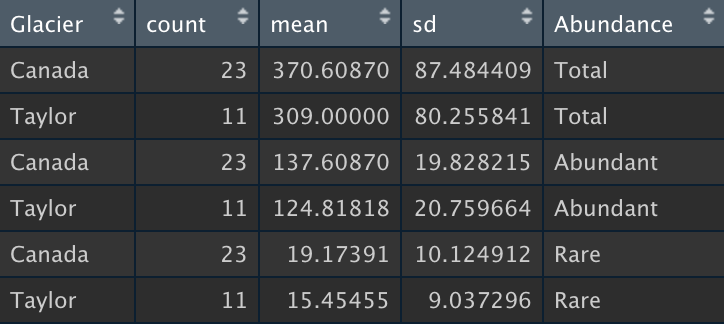 Glacier count mean sd Abundance
Canada 23 370.60870 87.484409 Total
Taylor 11 309.00000 80.255841 Total
Canada 23 137.60870 19.828215 Abundant
Taylor 11 124.81818 20.759664 Abundant
Canada 23 19.17391 10.124912 Rare
Taylor 11 15.45455 9.037296 Rare